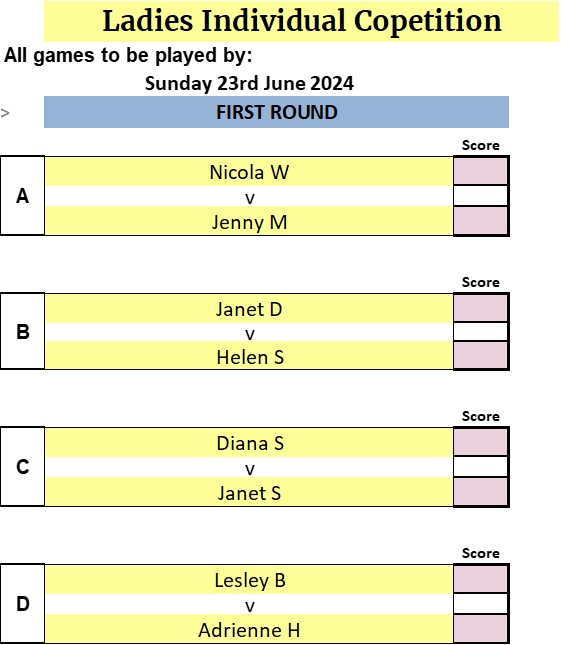 Ladies Individual Copetition
All games to be played by:
Sunday 23rd June 2024
> FIRST ROUND
Score
Nicola W
A v
Jenny M
Score
Janet D
B v
Helen S
Score
Diana S
C v
Janet S
Score
Lesley B
D v
Adrienne H